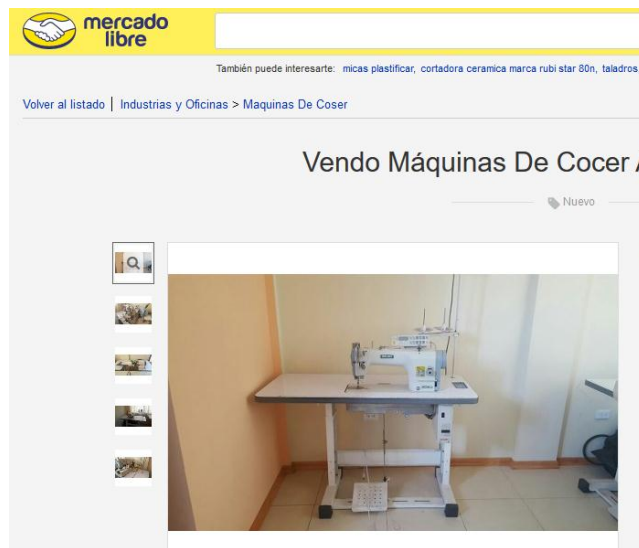 mercado
libre
También puede interesarte: micas plastificar, cortadora ceramica marca rubi star 80n, taladros
Volver al listado | Industrias y Oficinas > Maquinas De Coser
Vendo Máquinas De Cocer A
Nuevo